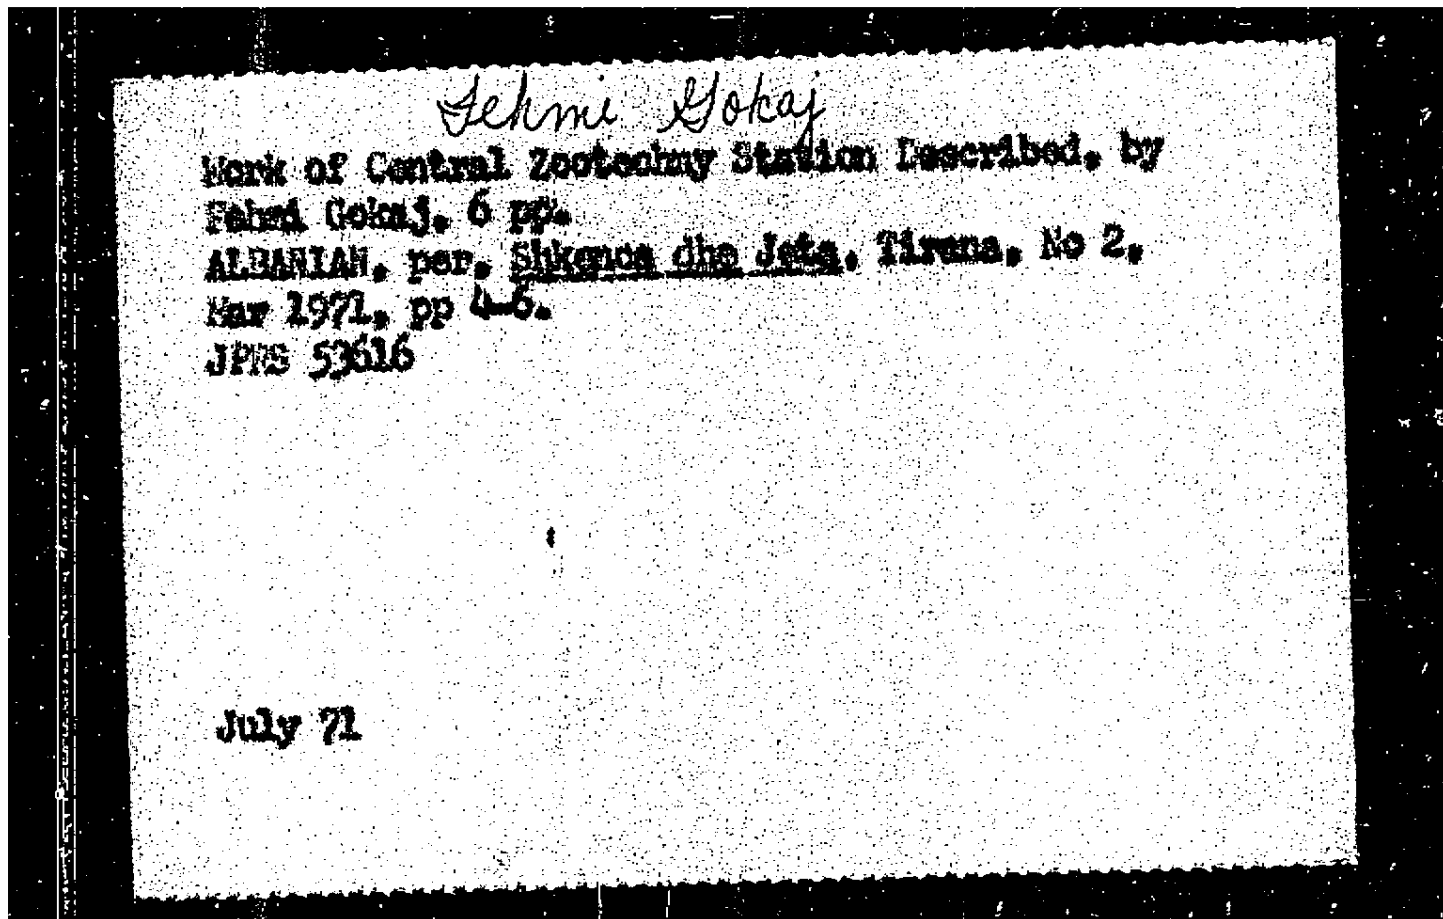 Fehmi Gokaj
Work of Central Zootechny Station Described, by
Fehmi Gokaj, 6 pp.
ALBANIAN, per, Shkenca dhe Jeta, Tirana, No 2,
Mar 1971, pp 4-6.
JPRS 53616
July 71